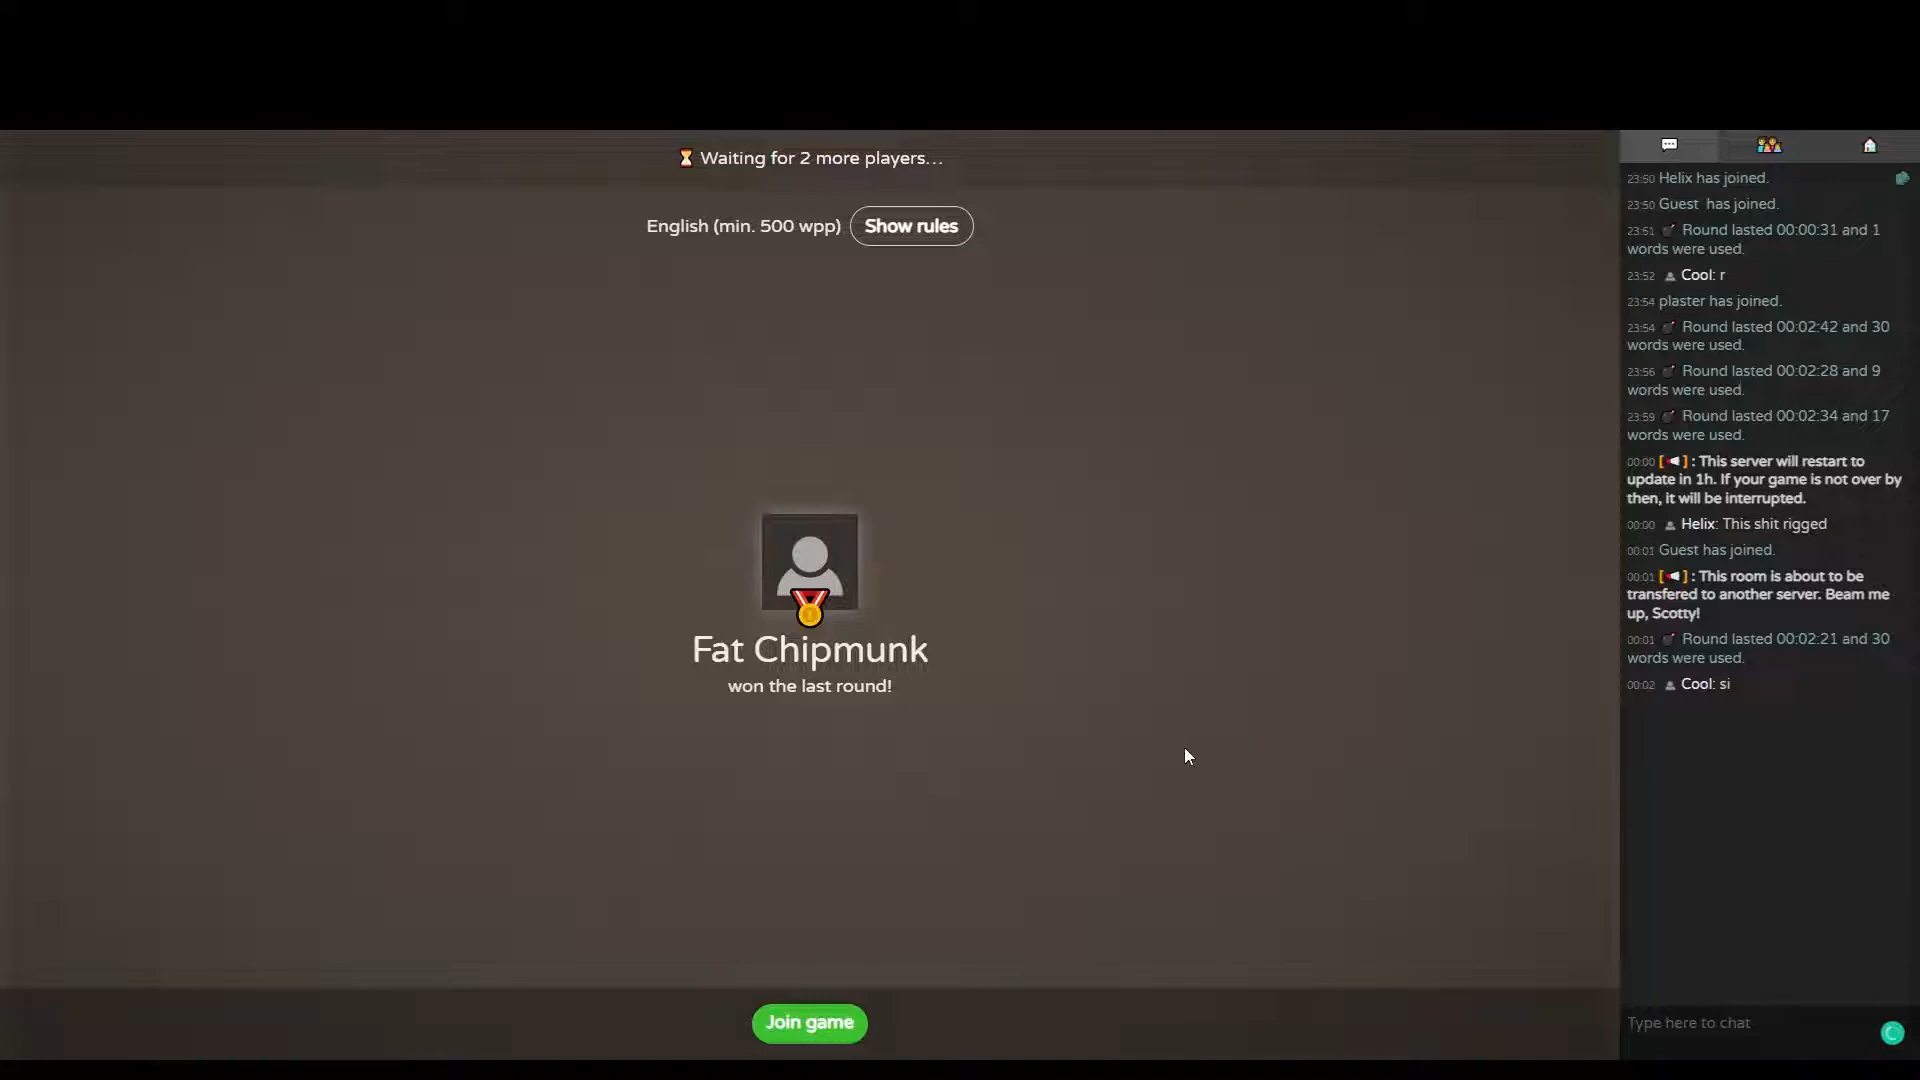 ⏳ Waiting for 2 more players…
English (min. 500 wpp) Show rules
Fat Chipmunk
won the last round!
Join game
23:50 Helix has joined.
23:50 Guest has joined.
23:51 Round lasted 00:00:31 and 1
words were used.
23:52 Cool: r
23:54 plaster has joined.
23:54 Round lasted 00:02:42 and 30
words were used.
23:56 Round lasted 00:02:28 and 9
words were used.
23:59 Round lasted 00:02:34 and 17
words were used.
00:00 [📢] : This server will restart to
update in 1h. If your game is not over by
then, it will be interrupted.
00:00 Helix: This shit rigged
00:01 Guest has joined.
00:01 [📢] : This room is about to be
transfered to another server. Beam me
up, Scotty!
00:01 Round lasted 00:02:21 and 30
words were used.
00:02 Cool: si
Type here to chat